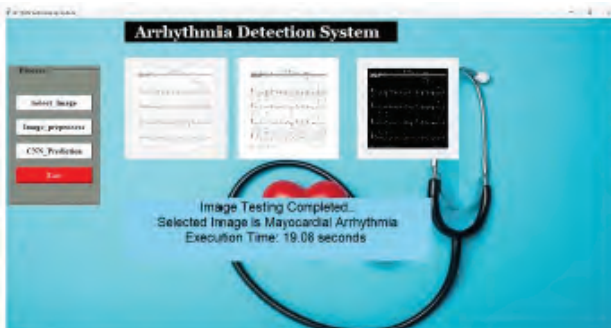 Arrhythmia Detection System
Process
Select_Image
Image_preprocess
CNN_Prediction
Exit
Image Testing Completed..
Selected Image is Mayocardial Arrhythmia
Execution Time: 19.08 seconds